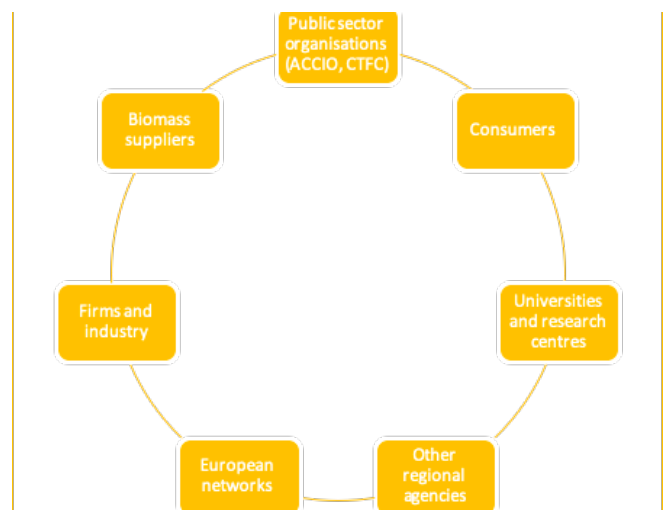 Public sector
organisations
(ACCIO, CTFC)
Consumers
Universities
and research
centres
Other
regional
agencies
European
networks
Firms and
industry
Biomass
suppliers